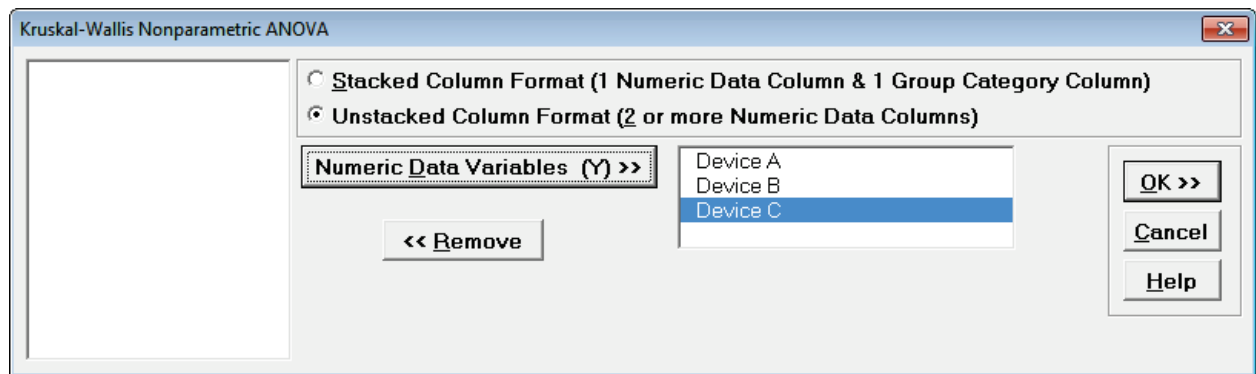 Kruskal-Wallis Nonparametric ANOVA
Stacked Column Format (1 Numeric Data Column & 1 Group Category Column)
Unstacked Column Format (2 or more Numeric Data Columns)
Numeric Data Variables (Y) >>
Device A
Device B
Device C
<< Remove
OK >>
Cancel
Help